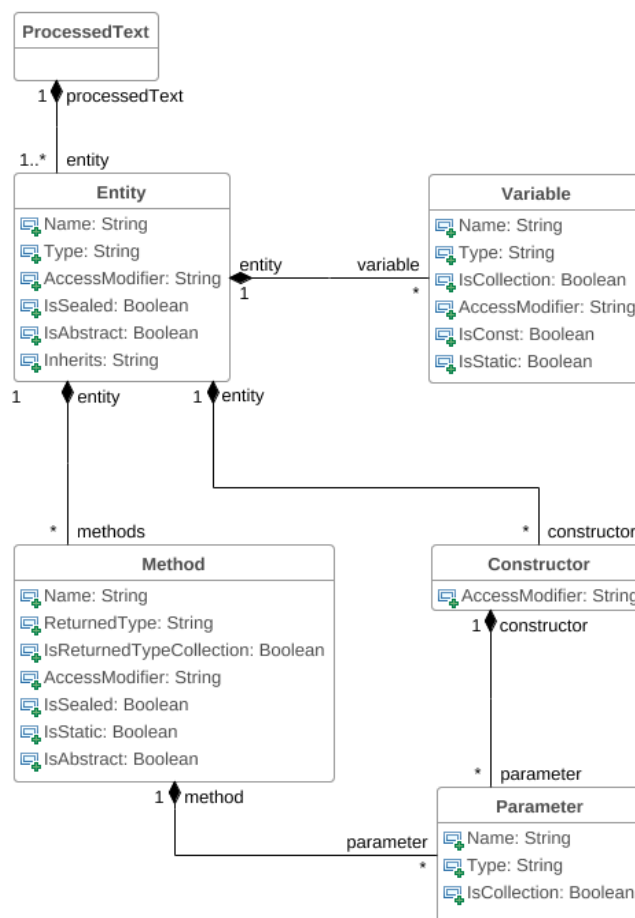 ProcessedText
1 processedText
1..* entity
Entity
Name: String
Type: String
AccessModifier: String
IsSealed: Boolean
IsAbstract: Boolean
Inherits: String
entity
1
variable
*
Variable
Name: String
Type: String
IsCollection: Boolean
AccessModifier: String
IsConst: Boolean
IsStatic: Boolean
1 entity
1 entity
* methods
* constructor
Method
Name: String
ReturnedType: String
IsReturnedTypeCollection: Boolean
AccessModifier: String
IsSealed: Boolean
IsStatic: Boolean
IsAbstract: Boolean
Constructor
AccessModifier: String
1 constructor
* parameter
1 method
parameter
*
Parameter
Name: String
Type: String
IsCollection: Boolean